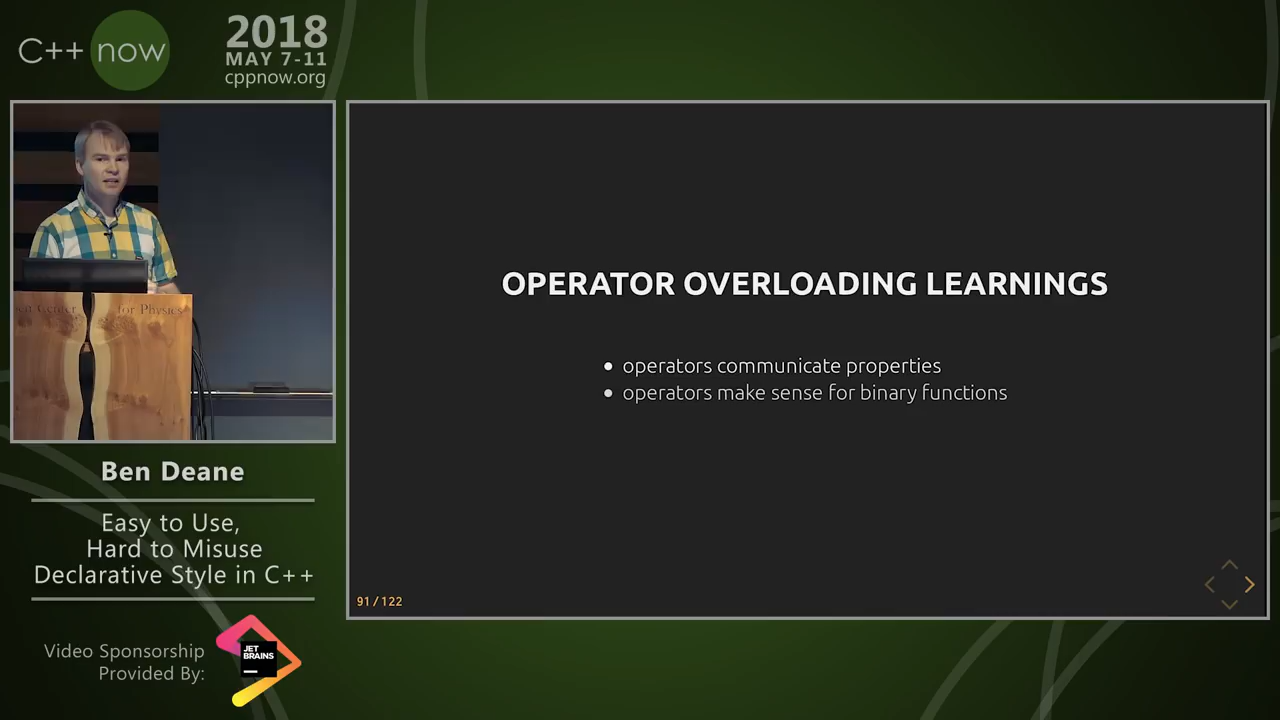 C++ now
2018
MAY 7-11
cppnow.org
for Physics
Ben Deane
Easy to Use,
Hard to Misuse
Declarative Style in C++
Video Sponsorship
Provided By:
JET
BRAINS
OPERATOR OVERLOADING LEARNINGS
• operators communicate properties
• operators make sense for binary functions
91 / 122